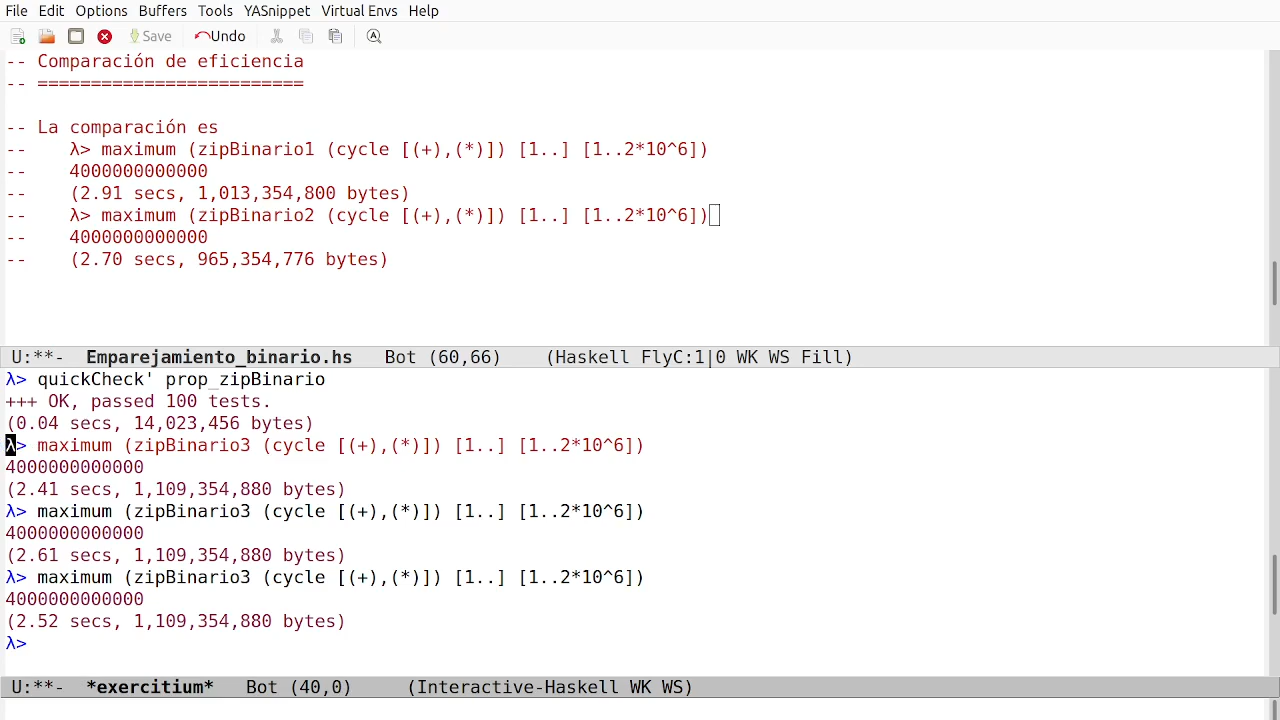 File Edit Options Buffers Tools YASnippet Virtual Envs Help
Save Undo
-- Comparación de eficiencia
-- =========================
-- La comparación es
--    λ> maximum (zipBinario1 (cycle [(+),(*)]) [1..] [1..2*10^6])
--    4000000000000
--    (2.91 secs, 1,013,354,800 bytes)
--    λ> maximum (zipBinario2 (cycle [(+),(*)]) [1..] [1..2*10^6])
--    4000000000000
--    (2.70 secs, 965,354,776 bytes)
U:**-  Emparejamiento_binario.hs   Bot (60,66)   (Haskell FlyC:1|0 WK WS Fill)
λ> quickCheck' prop_zipBinario
+++ OK, passed 100 tests.
(0.04 secs, 14,023,456 bytes)
λ> maximum (zipBinario3 (cycle [(+),(*)]) [1..] [1..2*10^6])
4000000000000
(2.41 secs, 1,109,354,880 bytes)
λ> maximum (zipBinario3 (cycle [(+),(*)]) [1..] [1..2*10^6])
4000000000000
(2.61 secs, 1,109,354,880 bytes)
λ> maximum (zipBinario3 (cycle [(+),(*)]) [1..] [1..2*10^6])
4000000000000
(2.52 secs, 1,109,354,880 bytes)
λ>
U:**-  *exercitium*   Bot (40,0)   (Interactive-Haskell WK WS)